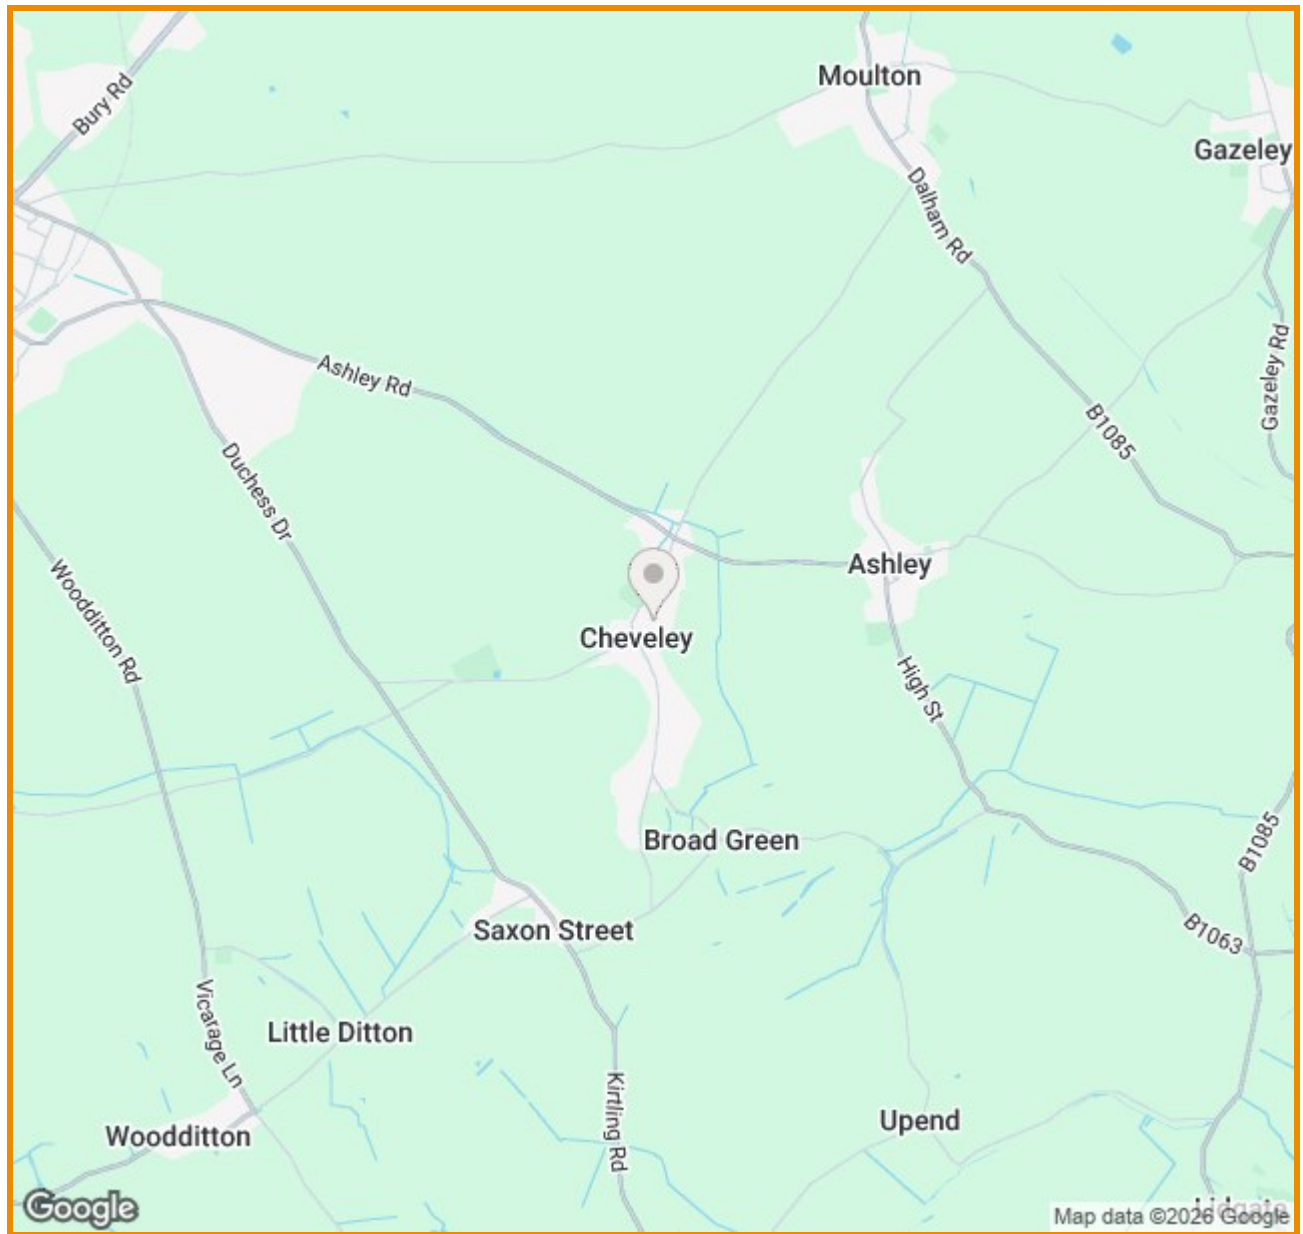 Moulton
Bury Rd
Gazeley
Dalham Rd
Ashley Rd
Gazeley Rd
B1085
Duchess Dr
Woodditton Rd
Ashley
Cheveley
High St
Broad Green
B1085
Saxon Street
B1063
Vicarage Ln
Little Ditton
Kirtling Rd
Upend
Woodditton
Lidgate
Google
Map data ©2026 Google